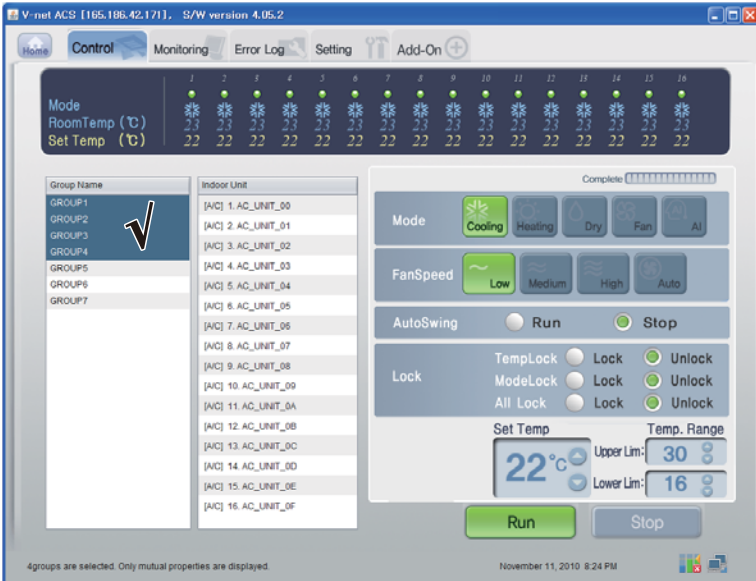 V-net ACS [165.186.42.171], S/W version 4.05.2
Home Control Monitoring Error Log Setting Add-On
1 2 3 4 5 6 7 8 9 10 11 12 13 14 15 16
Mode
RoomTemp (℃) 23 23 23 23 23 23 23 23 23 23 23 23 23 23 23 23
Set Temp (℃) 22 22 22 22 22 22 22 22 22 22 22 22 22 22 22 22
Complete
Group Name
GROUP1
GROUP2
GROUP3
GROUP4
GROUP5
GROUP6
GROUP7
Indoor Unit
[A/C] 1. AC_UNIT_00
[A/C] 2. AC_UNIT_01
[A/C] 3. AC_UNIT_02
[A/C] 4. AC_UNIT_03
[A/C] 5. AC_UNIT_04
[A/C] 6. AC_UNIT_05
[A/C] 7. AC_UNIT_06
[A/C] 8. AC_UNIT_07
[A/C] 9. AC_UNIT_08
[A/C] 10. AC_UNIT_09
[A/C] 11. AC_UNIT_0A
[A/C] 12. AC_UNIT_0B
[A/C] 13. AC_UNIT_0C
[A/C] 14. AC_UNIT_0D
[A/C] 15. AC_UNIT_0E
[A/C] 16. AC_UNIT_0F
Mode Cooling Heating Dry Fan AI
FanSpeed Low Medium High Auto
AutoSwing Run Stop
Lock
TempLock Lock Unlock
ModeLock Lock Unlock
All Lock Lock Unlock
Set Temp Temp. Range
22℃ Upper Lim: 30
Lower Lim: 16
Run Stop
4groups are selected. Only mutual properties are displayed. November 11, 2010 8:24 PM